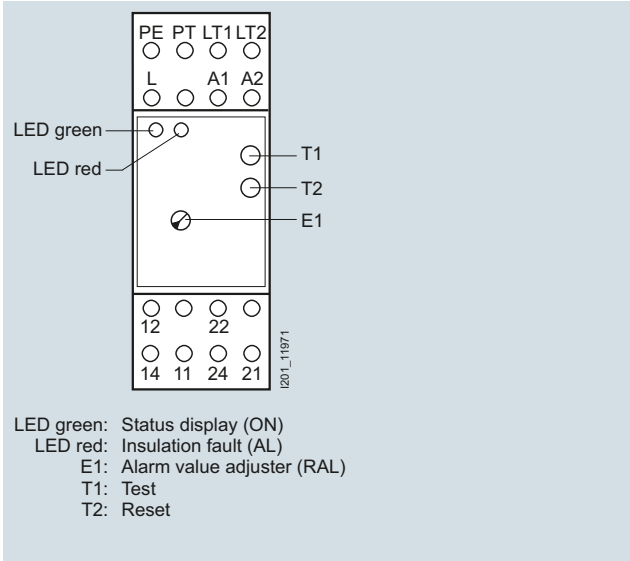 PE PT LT1 LT2
L A1 A2
LED green
LED red
T1
T2
E1
12 22
14 11 24 21
I201_11971
LED green: Status display (ON)
LED red: Insulation fault (AL)
E1: Alarm value adjuster (RAL)
T1: Test
T2: Reset